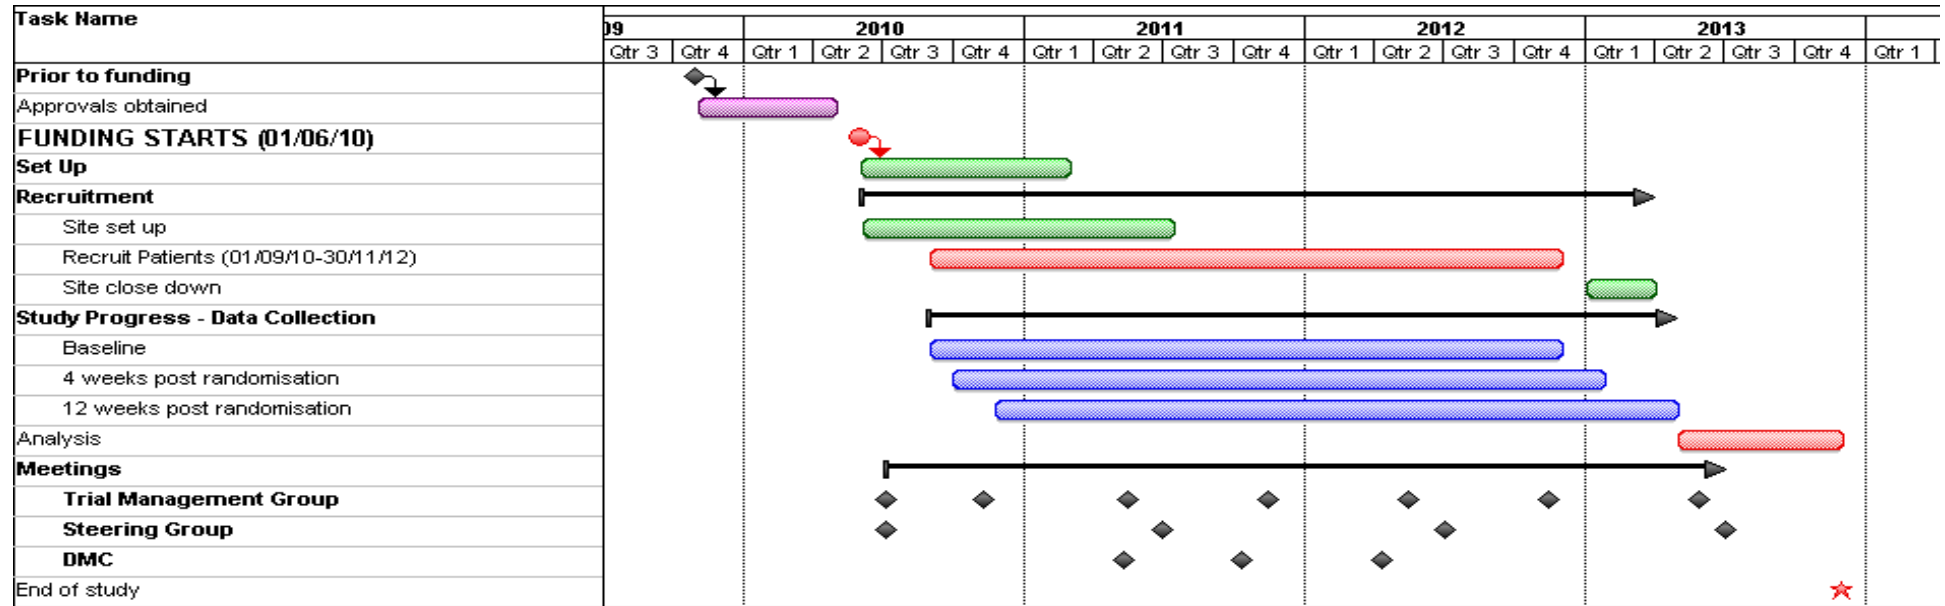 Task Name
09 2010 2011 2012 2013
Qtr 3 Qtr 4 Qtr 1 Qtr 2 Qtr 3 Qtr 4 Qtr 1 Qtr 2 Qtr 3 Qtr 4 Qtr 1 Qtr 2 Qtr 3 Qtr 4 Qtr 1 Qtr 2 Qtr 3 Qtr 4 Qtr 1
Prior to funding
Approvals obtained
FUNDING STARTS (01/06/10)
Set Up
Recruitment
Site set up
Recruit Patients (01/09/10-30/11/12)
Site close down
Study Progress - Data Collection
Baseline
4 weeks post randomisation
12 weeks post randomisation
Analysis
Meetings
Trial Management Group
Steering Group
DMC
End of study